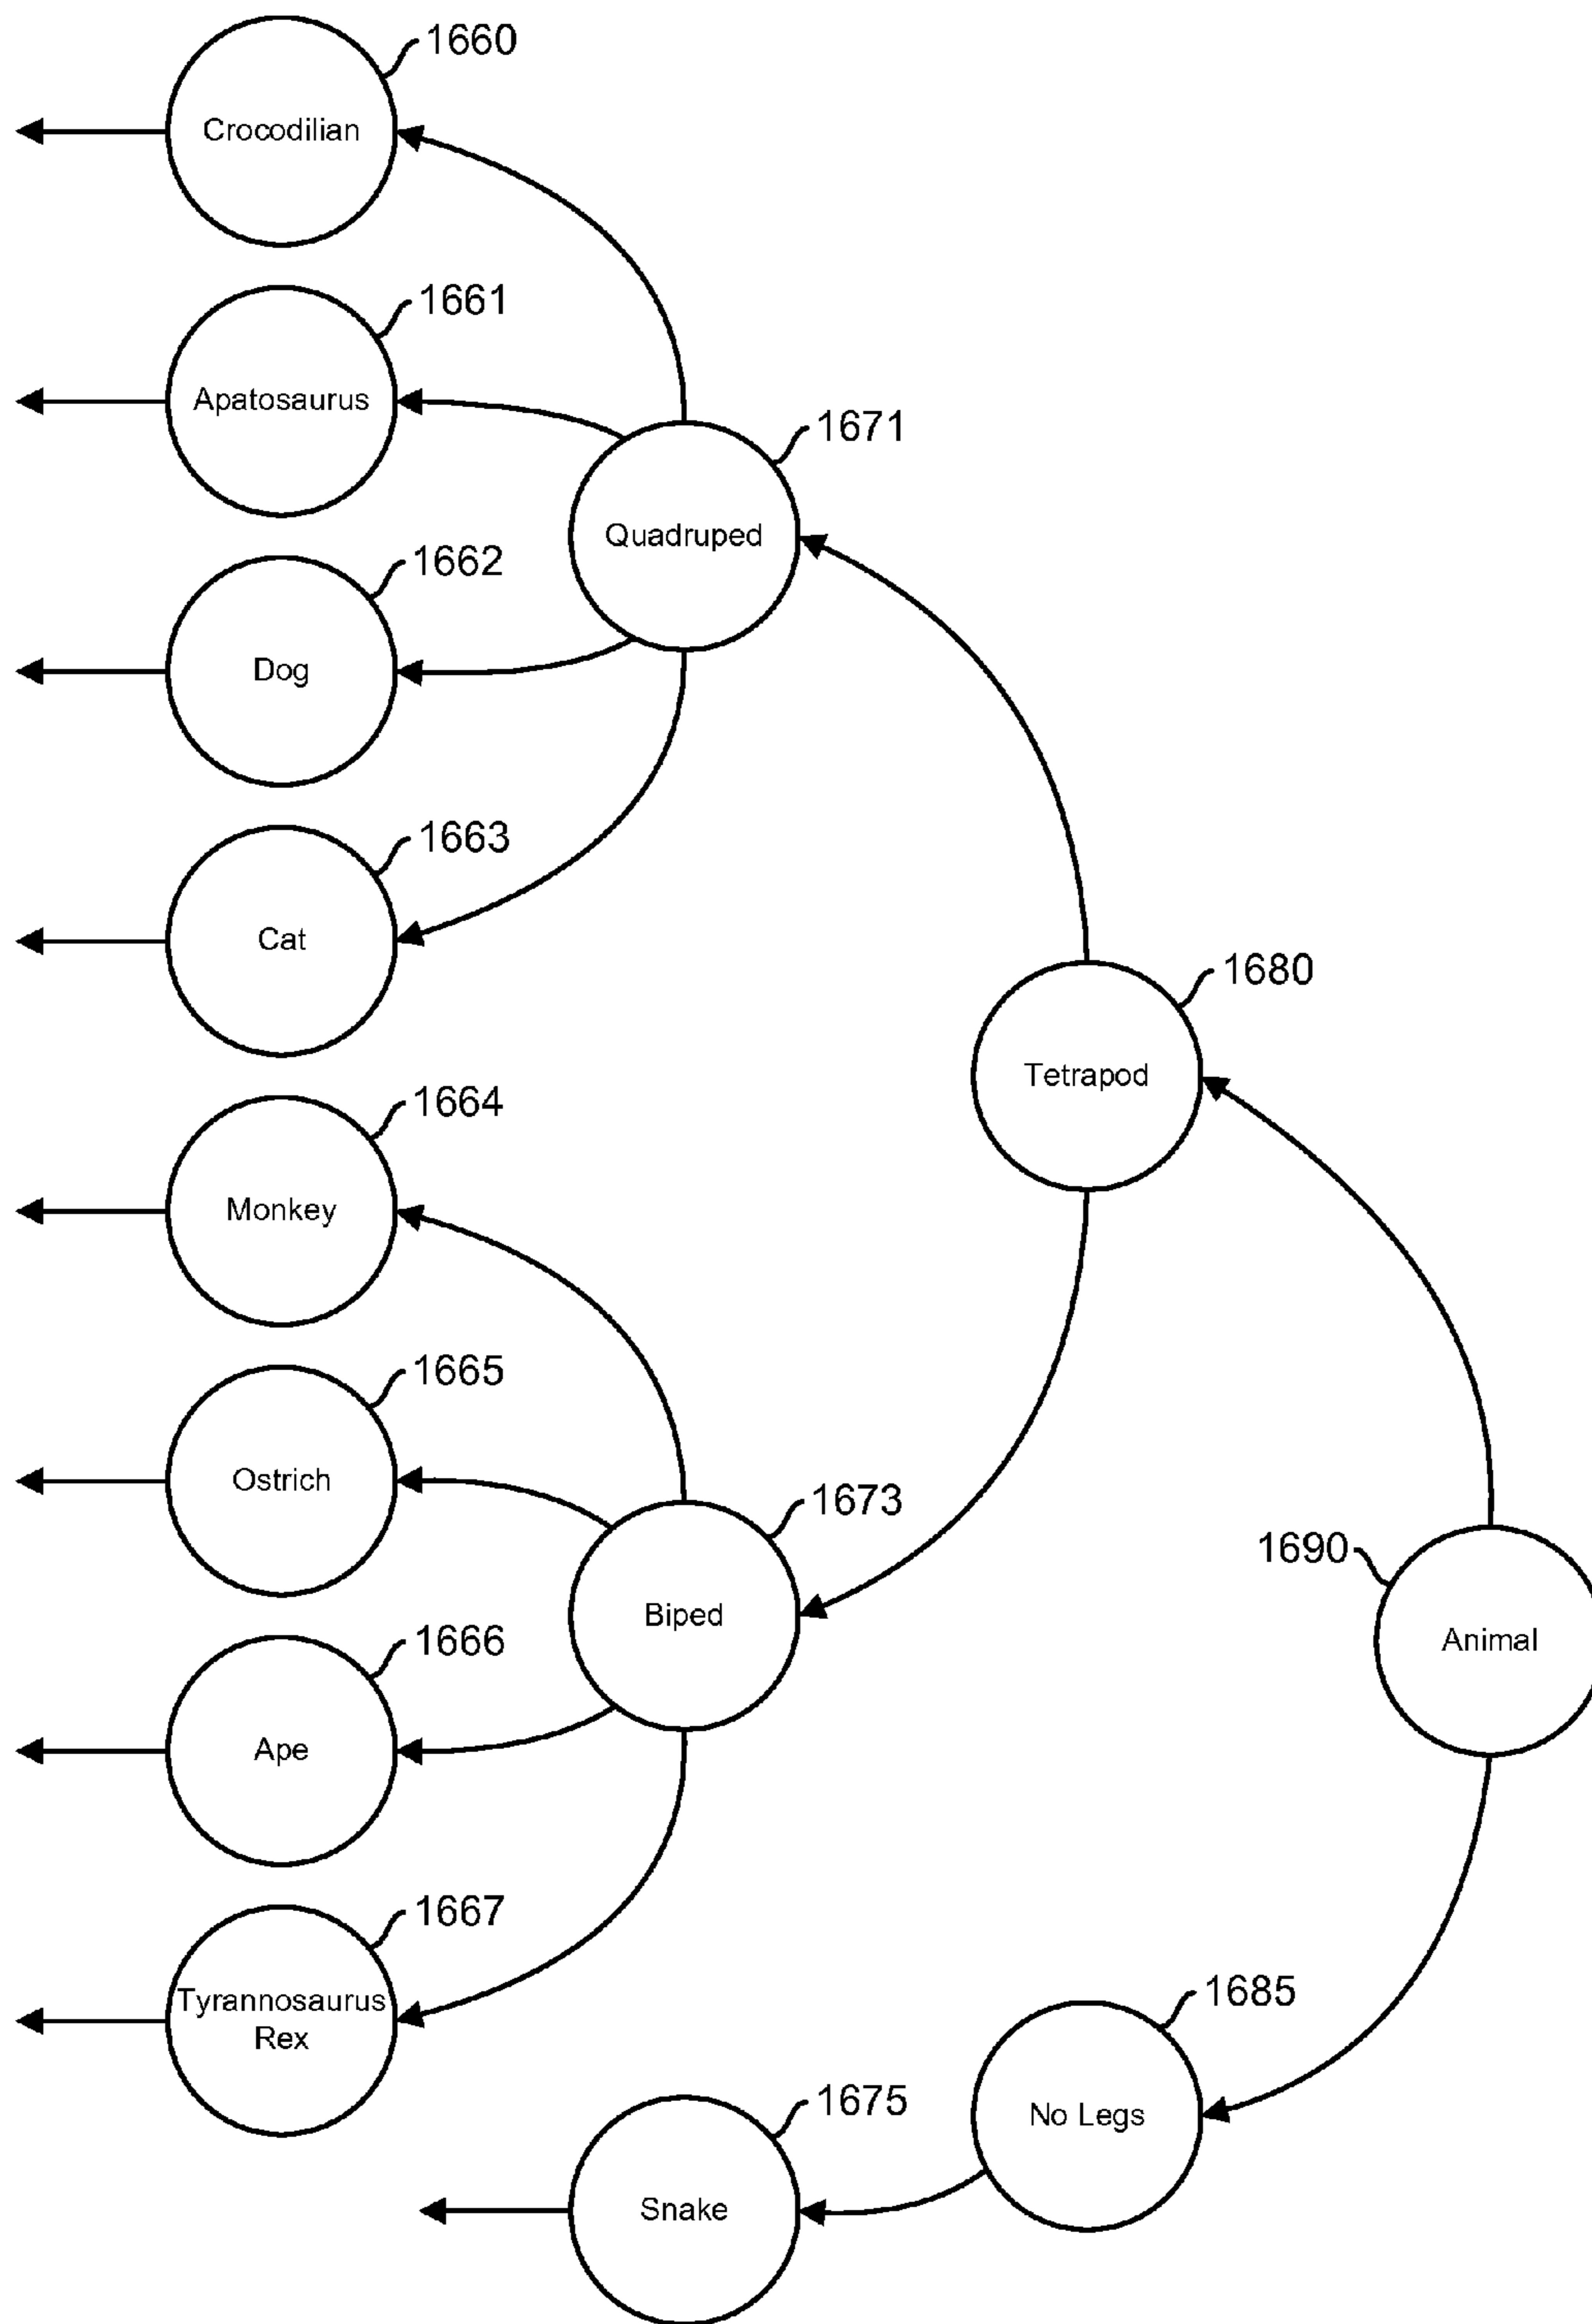 1660
Crocodilian
1661
Apatosaurus
1671
Quadruped
1662
Dog
1663
Cat
1680
Tetrapod
1664
Monkey
1665
Ostrich
1673
Biped
1690
Animal
1666
Ape
1667
Tyrannosaurus
Rex
1685
No Legs
1675
Snake